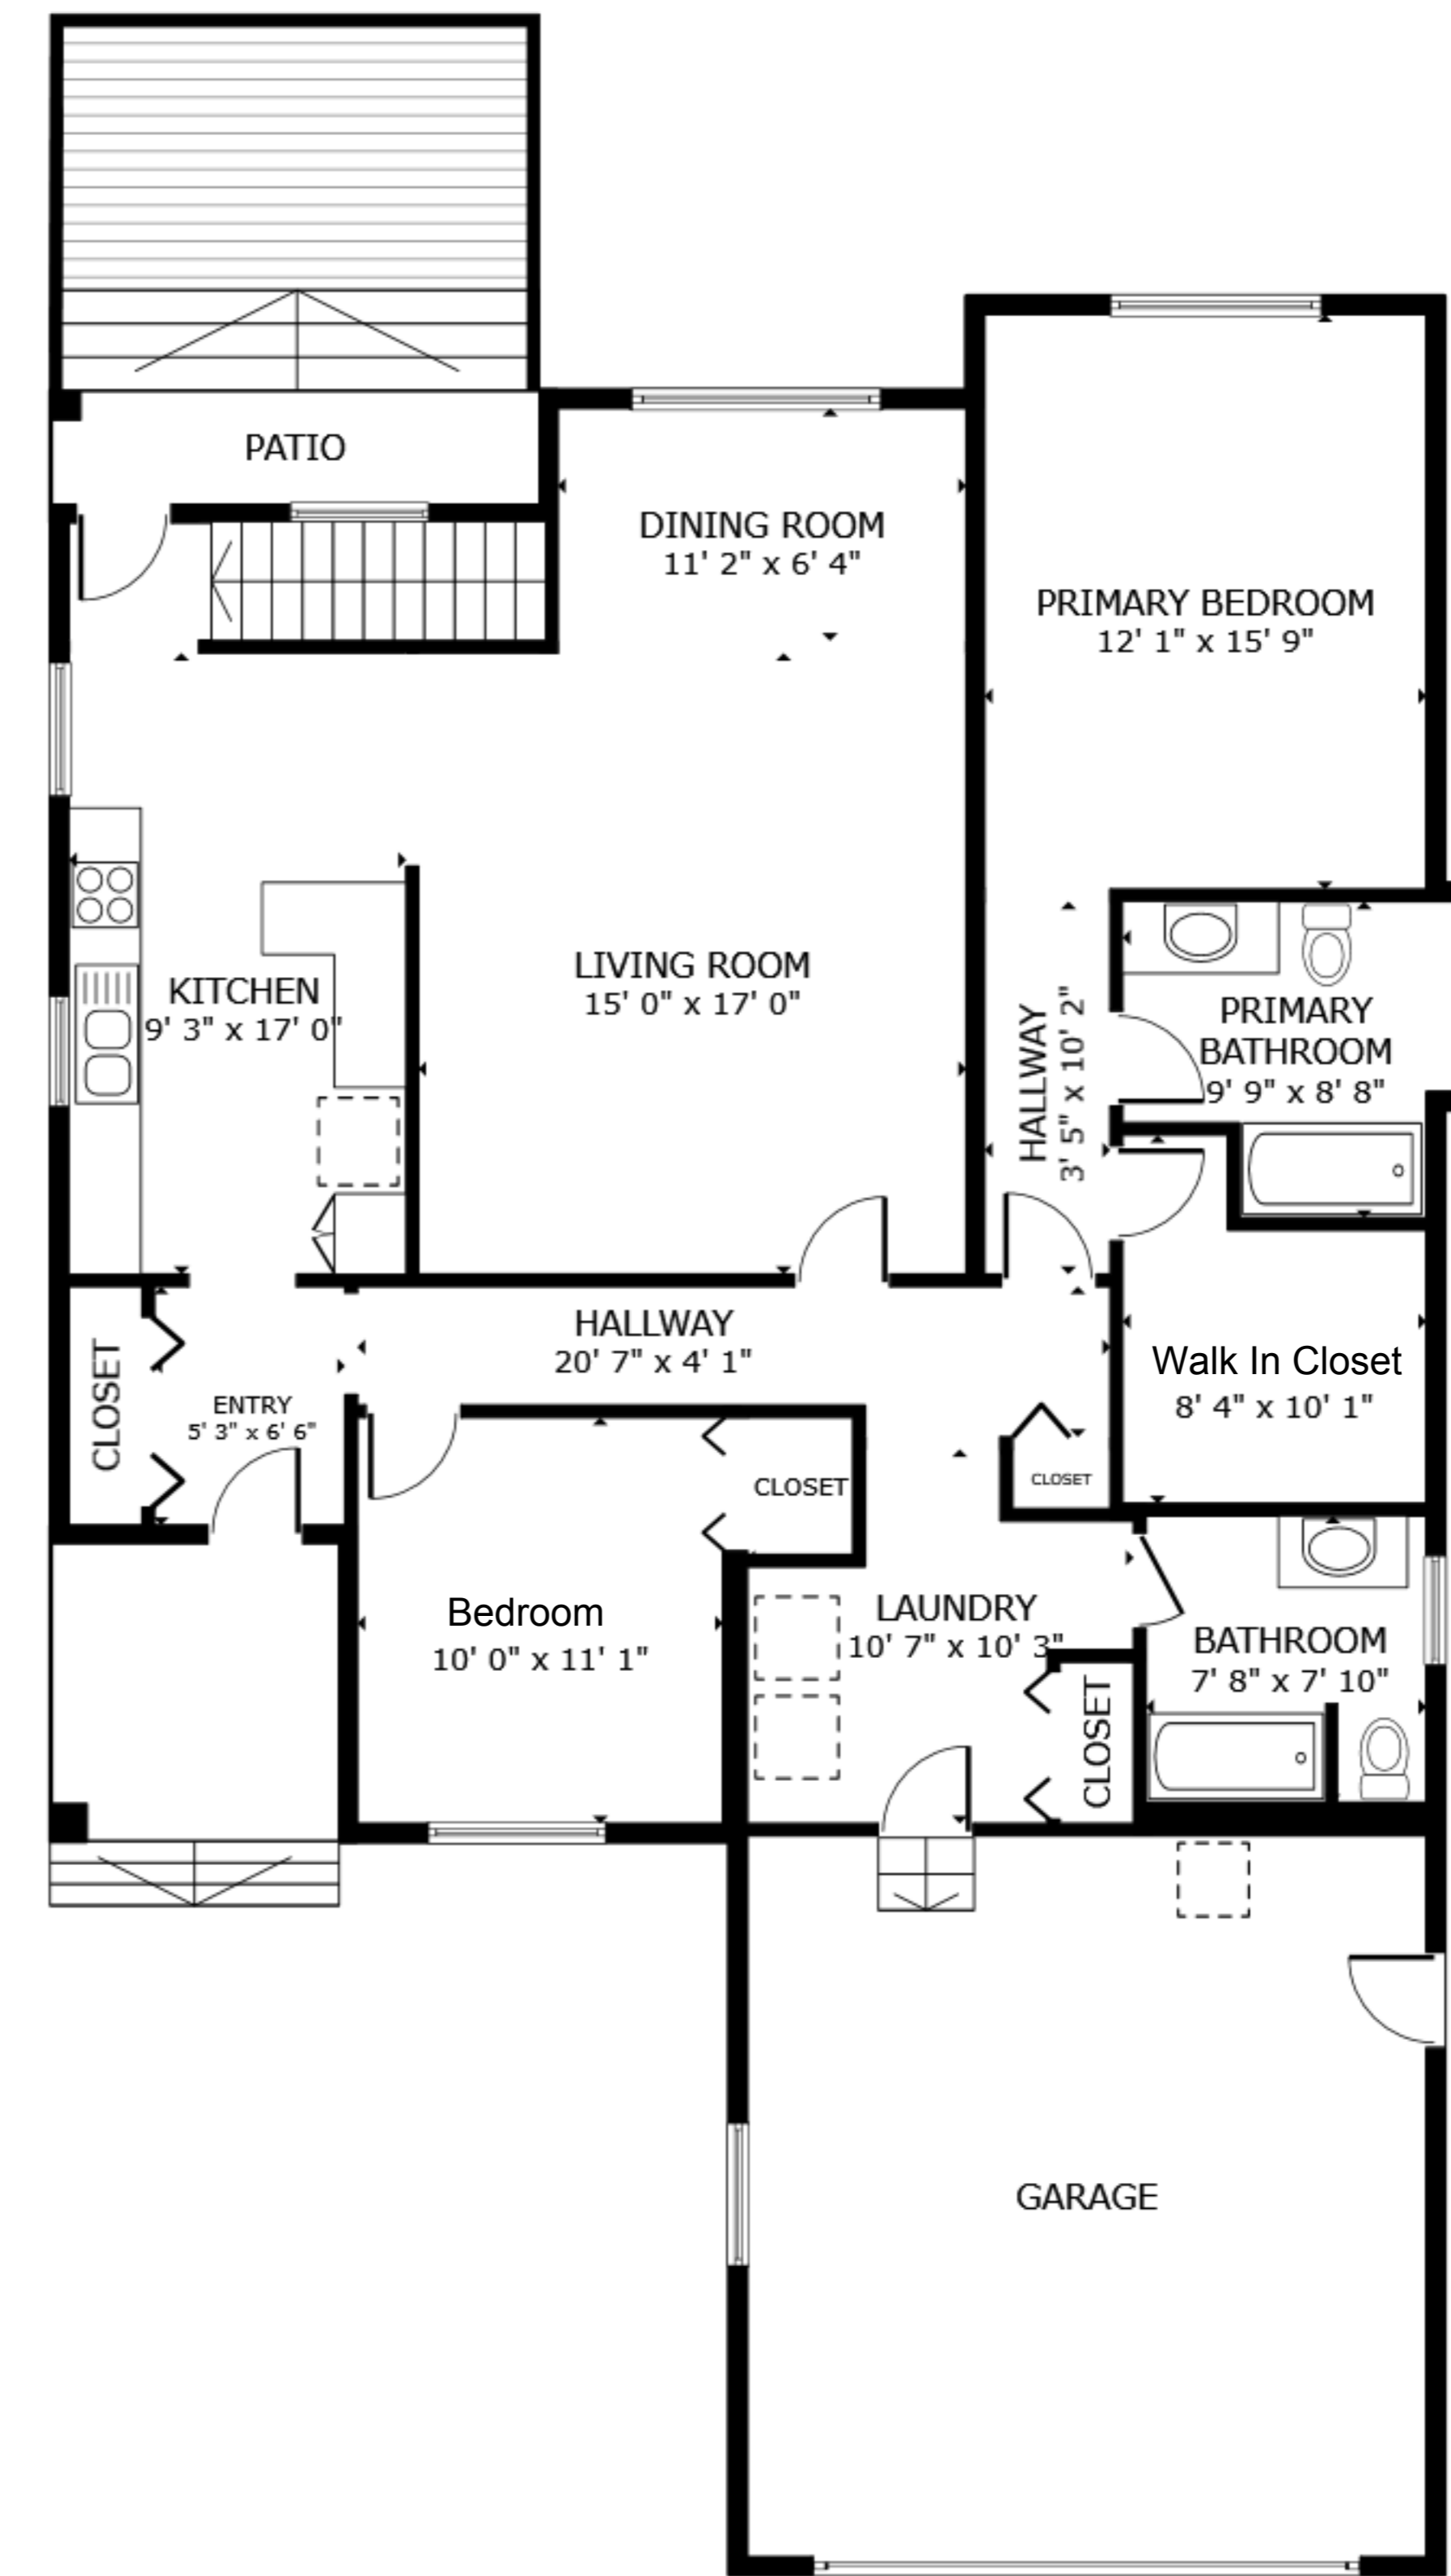 PATIO
DINING ROOM
11' 2" x 6' 4"
PRIMARY BEDROOM
12' 1" x 15' 9"
LIVING ROOM
15' 0" x 17' 0"
KITCHEN
9' 3" x 17' 0"
HALLWAY
3' 5" x 10' 2"
PRIMARY
BATHROOM
9' 9" x 8' 8"
HALLWAY
20' 7" x 4' 1"
Walk In Closet
8' 4" x 10' 1"
CLOSET
ENTRY
5' 3" x 6' 6"
CLOSET
CLOSET
Bedroom
10' 0" x 11' 1"
LAUNDRY
10' 7" x 10' 3"
BATHROOM
7' 8" x 7' 10"
CLOSET
GARAGE